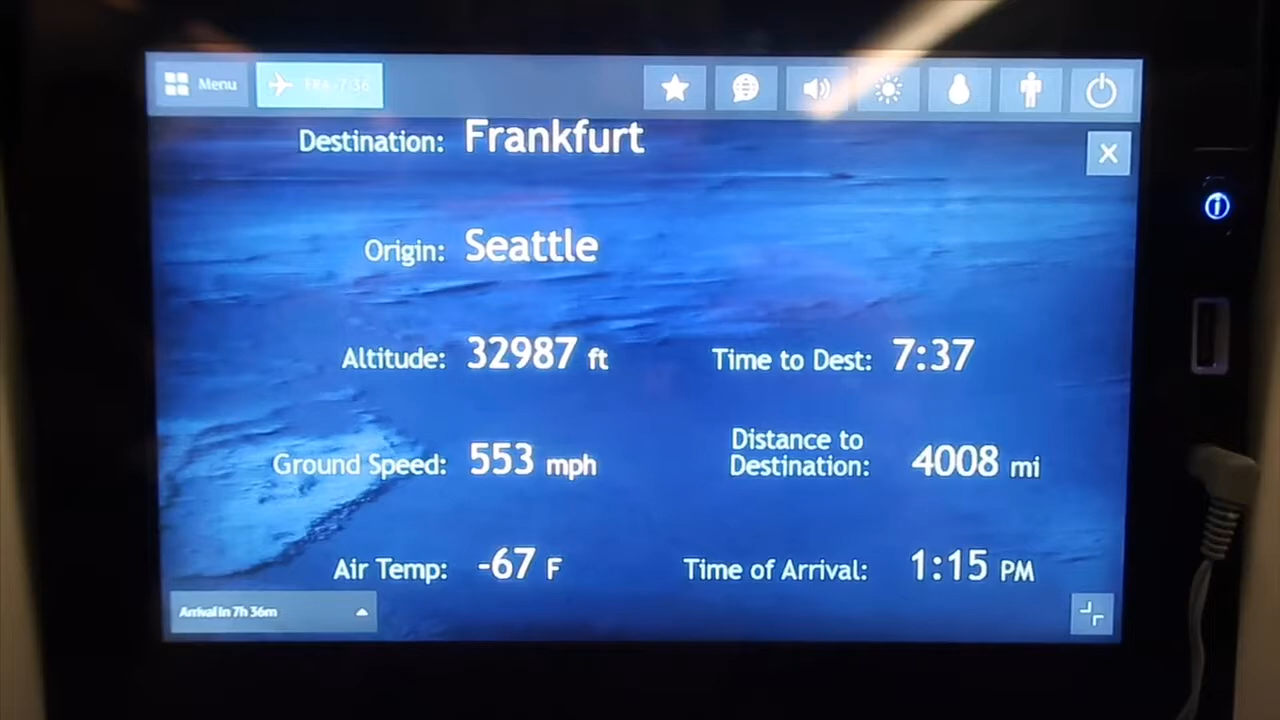 Menu
FRA 7:36
Destination: Frankfurt
Origin: Seattle
Altitude: 32987 ft
Time to Dest: 7:37
Ground Speed: 553 mph
Distance to
Destination: 4008 mi
Air Temp: -67 F
Time of Arrival: 1:15 PM
Arrival in 7h 36m